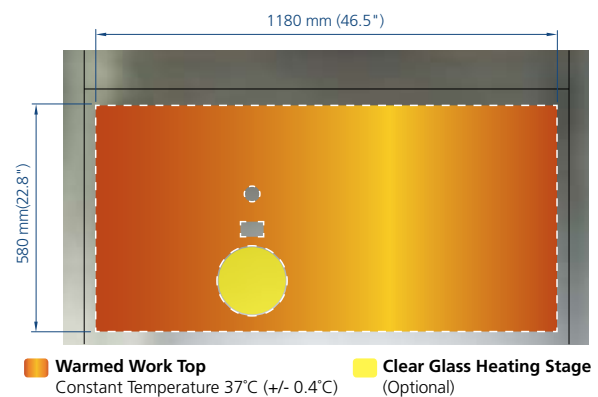 1180 mm (46.5")
580 mm(22.8")
Warmed Work Top
Constant Temperature 37˚C (+/- 0.4˚C)
Clear Glass Heating Stage
(Optional)